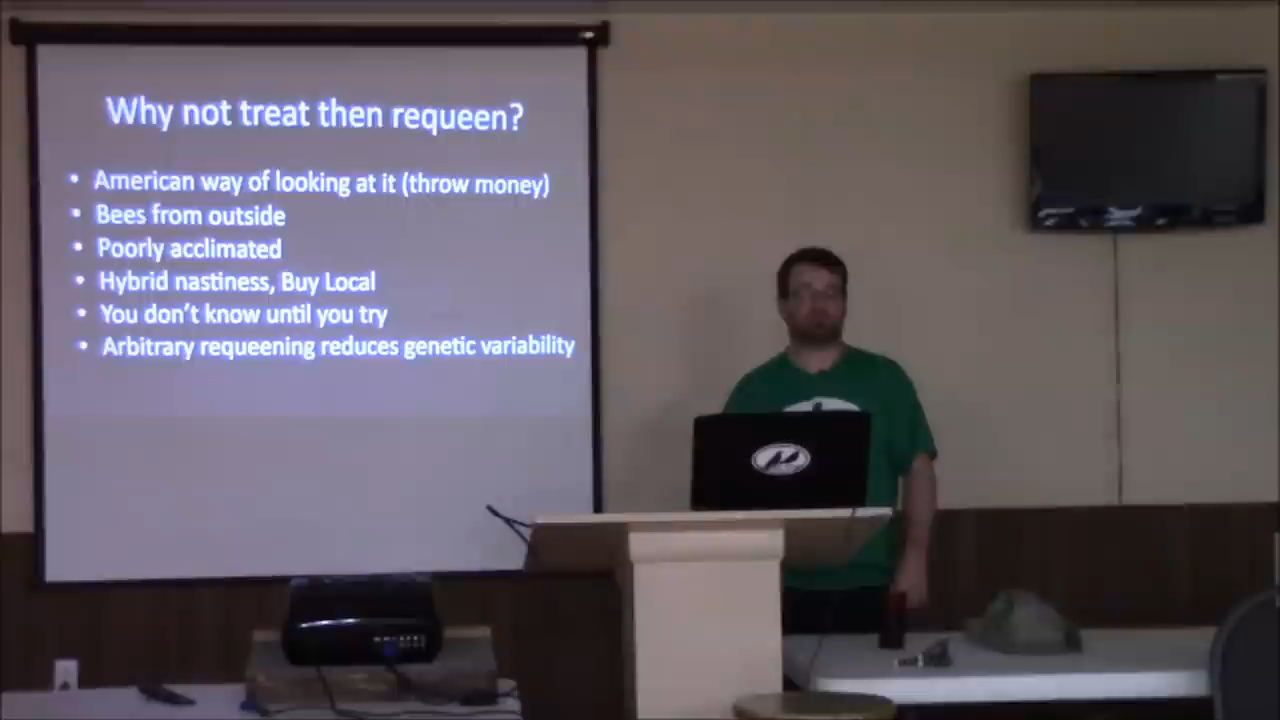 Why not treat then requeen?
• American way of looking at it (throw money)
• Bees from outside
• Poorly acclimated
• Hybrid nastiness, Buy Local
• You don't know until you try
• Arbitrary requeening reduces genetic variability